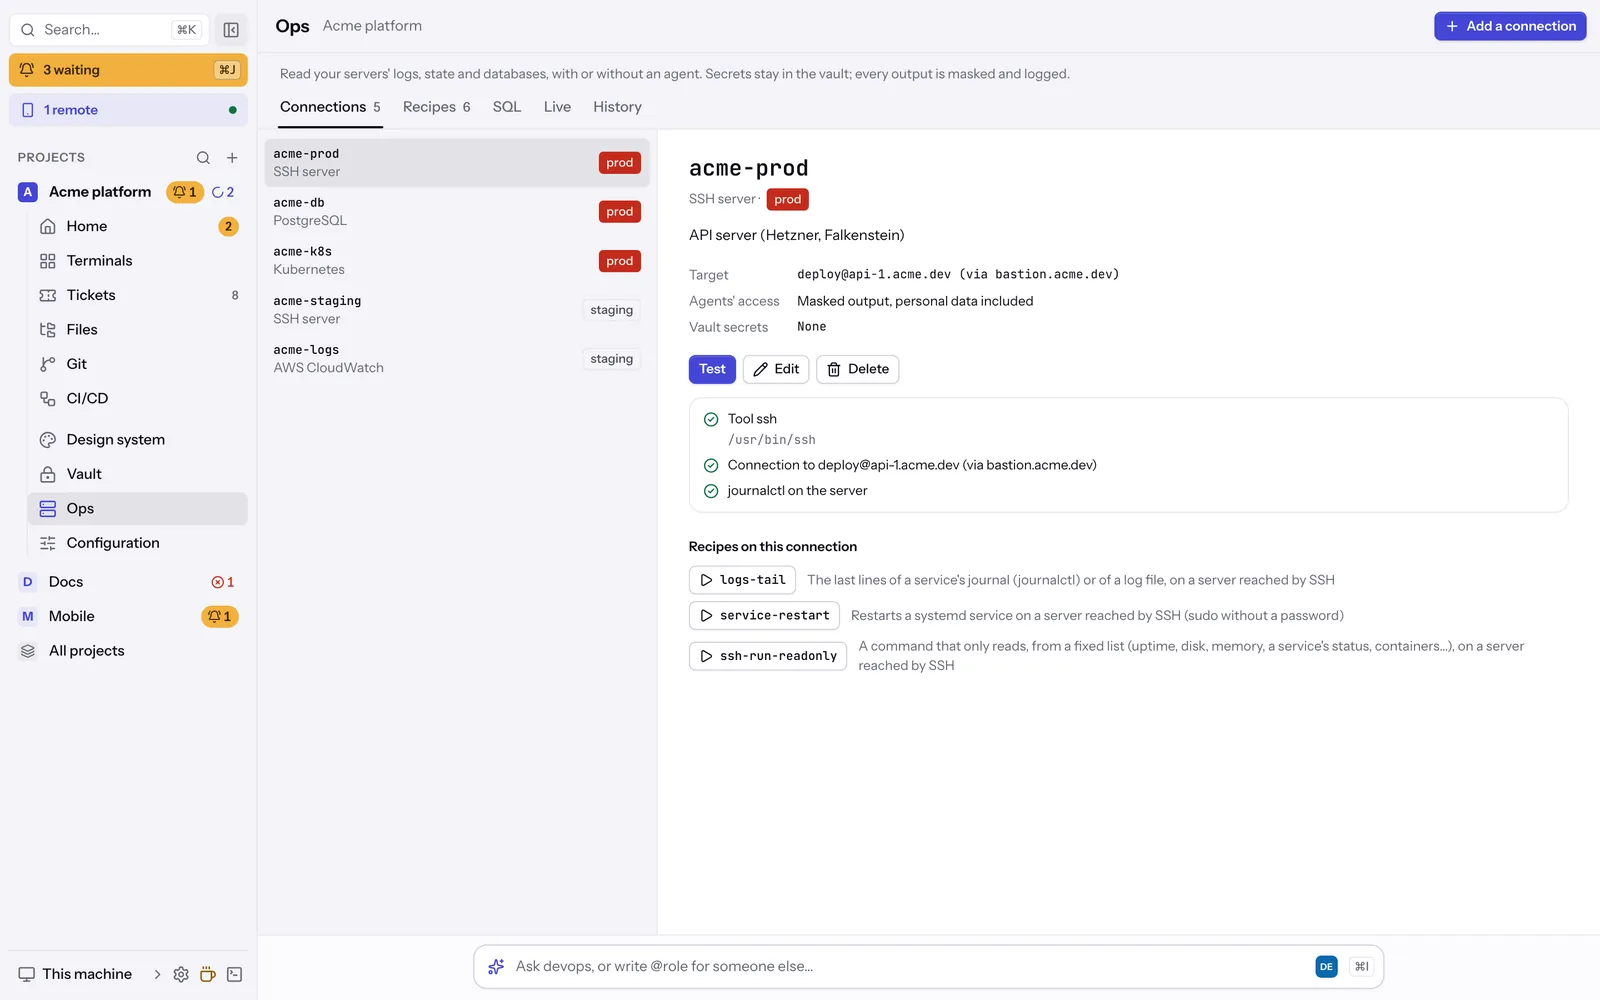 Search...
⌘K
3 waiting
⌘J
1 remote
PROJECTS
A Acme platform 1 2
Home 2
Terminals
Tickets 8
Files
Git
CI/CD
Design system
Vault
Ops
Configuration
D Docs 1
M Mobile 1
All projects
This machine
Ops Acme platform
Add a connection
Read your servers' logs, state and databases, with or without an agent. Secrets stay in the vault; every output is masked and logged.
Connections 5 Recipes 6 SQL Live History
acme-prod
SSH server
prod
acme-db
PostgreSQL
prod
acme-k8s
Kubernetes
prod
acme-staging
SSH server
staging
acme-logs
AWS CloudWatch
staging
acme-prod
SSH server · prod
API server (Hetzner, Falkenstein)
Target deploy@api-1.acme.dev (via bastion.acme.dev)
Agents' access Masked output, personal data included
Vault secrets None
Test Edit Delete
Tool ssh
/usr/bin/ssh
Connection to deploy@api-1.acme.dev (via bastion.acme.dev)
journalctl on the server
Recipes on this connection
logs-tail The last lines of a service's journal (journalctl) or of a log file, on a server reached by SSH
service-restart Restarts a systemd service on a server reached by SSH (sudo without a password)
ssh-run-readonly A command that only reads, from a fixed list (uptime, disk, memory, a service's status, containers...), on a server
reached by SSH
Ask devops, or write @role for someone else...
DE
⌘I